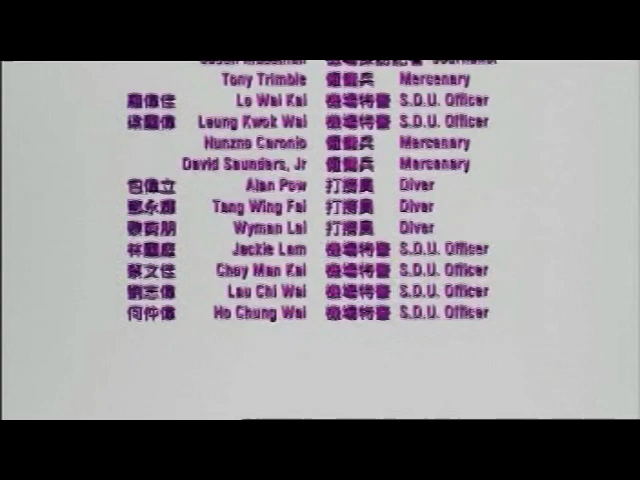 Tony Trimble 僱傭兵 Mercenary
羅偉佳 Lo Wai Kai 機場特警 S.D.U. Officer
梁國偉 Leung Kwok Wai 機場特警 S.D.U. Officer
Nunzno Caronio 僱傭兵 Mercenary
David Saunders, Jr 僱傭兵 Mercenary
包偉立 Alan Pow 打撈員 Diver
鄧永輝 Tang Wing Fai 打撈員 Diver
Wyman Lai 打撈員 Diver
林國庭 Jackie Lam 機場特警 S.D.U. Officer
蔡文佳 Choy Man Kai 機場特警 S.D.U. Officer
劉志偉 Lau Chi Wai 機場特警 S.D.U. Officer
何仲偉 Ho Chung Wai 機場特警 S.D.U. Officer